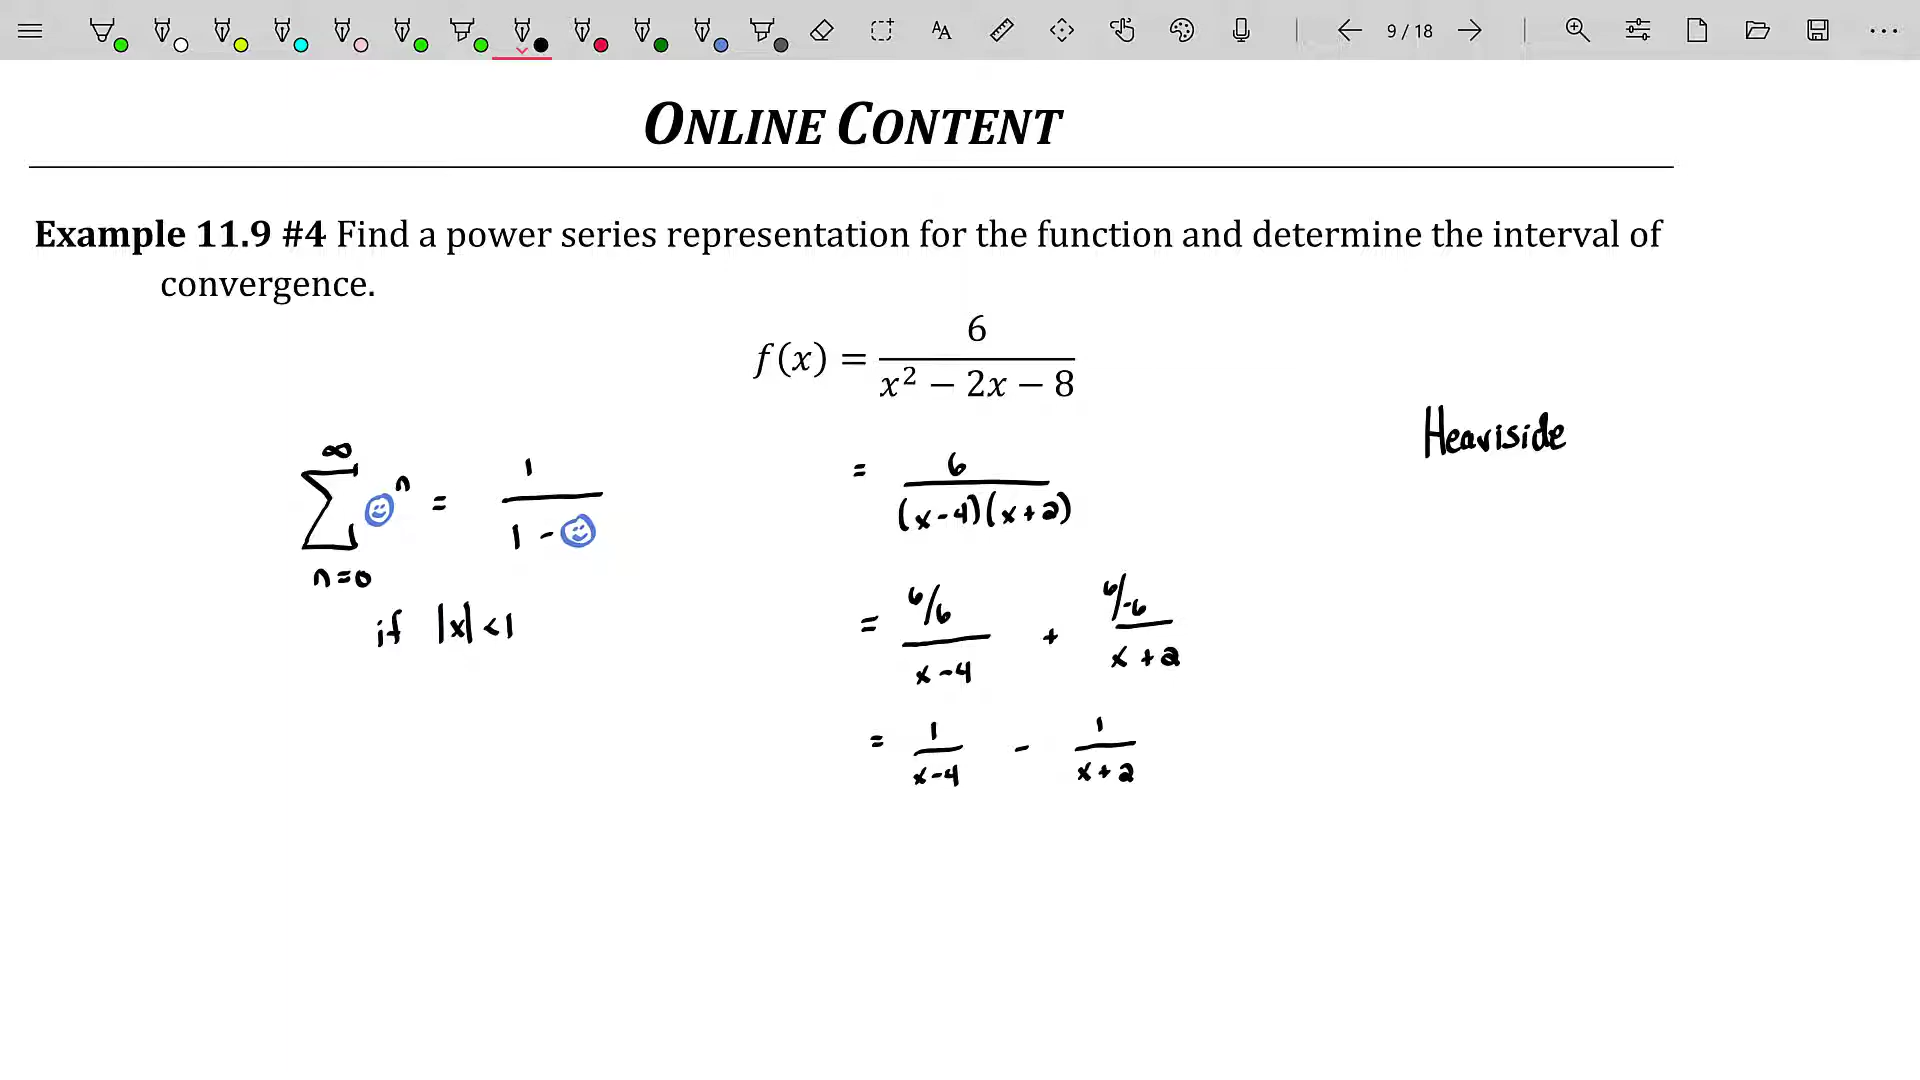 9 / 18
ONLINE CONTENT
Example 11.9 #4 Find a power series representation for the function and determine the interval of
convergence.
f(x) = 6 / (x² − 2x − 8)
Heaviside
∑_{n=0}^{∞} ☺ⁿ = 1 / (1 - ☺)
if |x| < 1
= 6 / ((x-4)(x+2))
= (6/6) / (x-4) + (6/-6) / (x+2)
= 1 / (x-4) - 1 / (x+2)